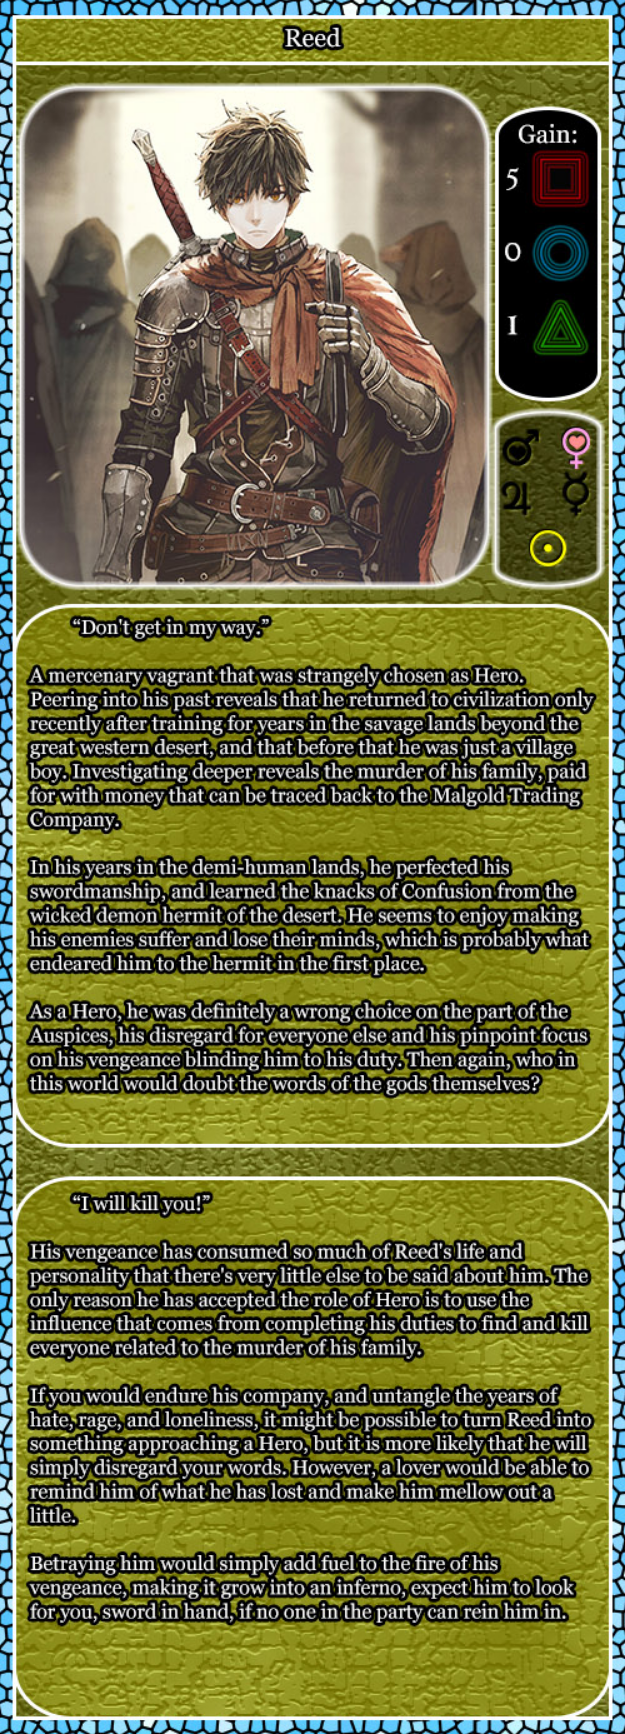 Reed
Gain:
5
0
1
“Don't get in my way.”
A mercenary vagrant that was strangely chosen as Hero.
Peering into his past reveals that he returned to civilization only
recently after training for years in the savage lands beyond the
great western desert, and that before that he was just a village
boy. Investigating deeper reveals the murder of his family, paid
for with money that can be traced back to the Malgold Trading
Company.
In his years in the demi-human lands, he perfected his
swordmanship, and learned the knacks of Confusion from the
wicked demon hermit of the desert. He seems to enjoy making
his enemies suffer and lose their minds, which is probably what
endeared him to the hermit in the first place.
As a Hero, he was definitely a wrong choice on the part of the
Auspices, his disregard for everyone else and his pinpoint focus
on his vengeance blinding him to his duty. Then again, who in
this world would doubt the words of the gods themselves?
“I will kill you!”
His vengeance has consumed so much of Reed's life and
personality that there's very little else to be said about him. The
only reason he has accepted the role of Hero is to use the
influence that comes from completing his duties to find and kill
everyone related to the murder of his family.
If you would endure his company, and untangle the years of
hate, rage, and loneliness, it might be possible to turn Reed into
something approaching a Hero, but it is more likely that he will
simply disregard your words. However, a lover would be able to
remind him of what he has lost and make him mellow out a
little.
Betraying him would simply add fuel to the fire of his
vengeance, making it grow into an inferno, expect him to look
for you, sword in hand, if no one in the party can rein him in.